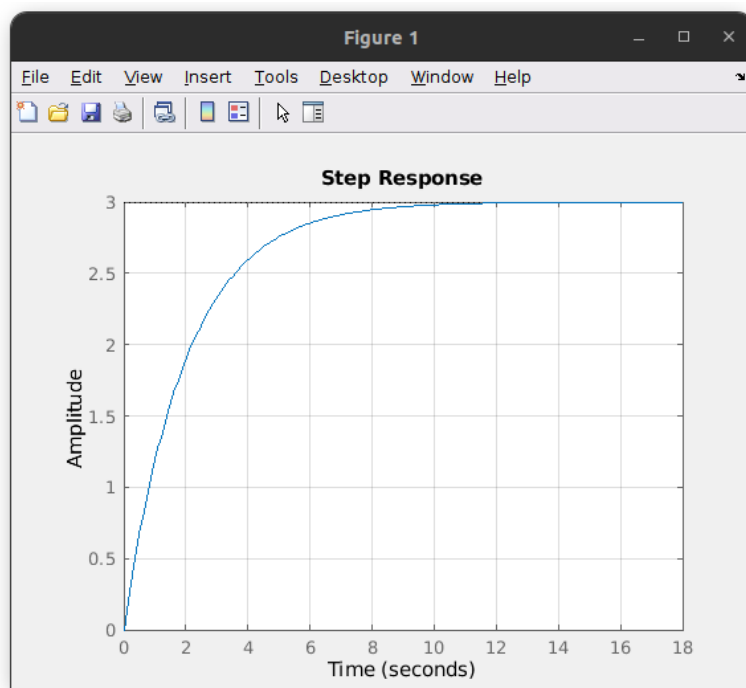 Figure 1
File Edit View Insert Tools Desktop Window Help
Step Response
3
2.5
2
1.5
1
0.5
0
Amplitude
0 2 4 6 8 10 12 14 16 18
Time (seconds)